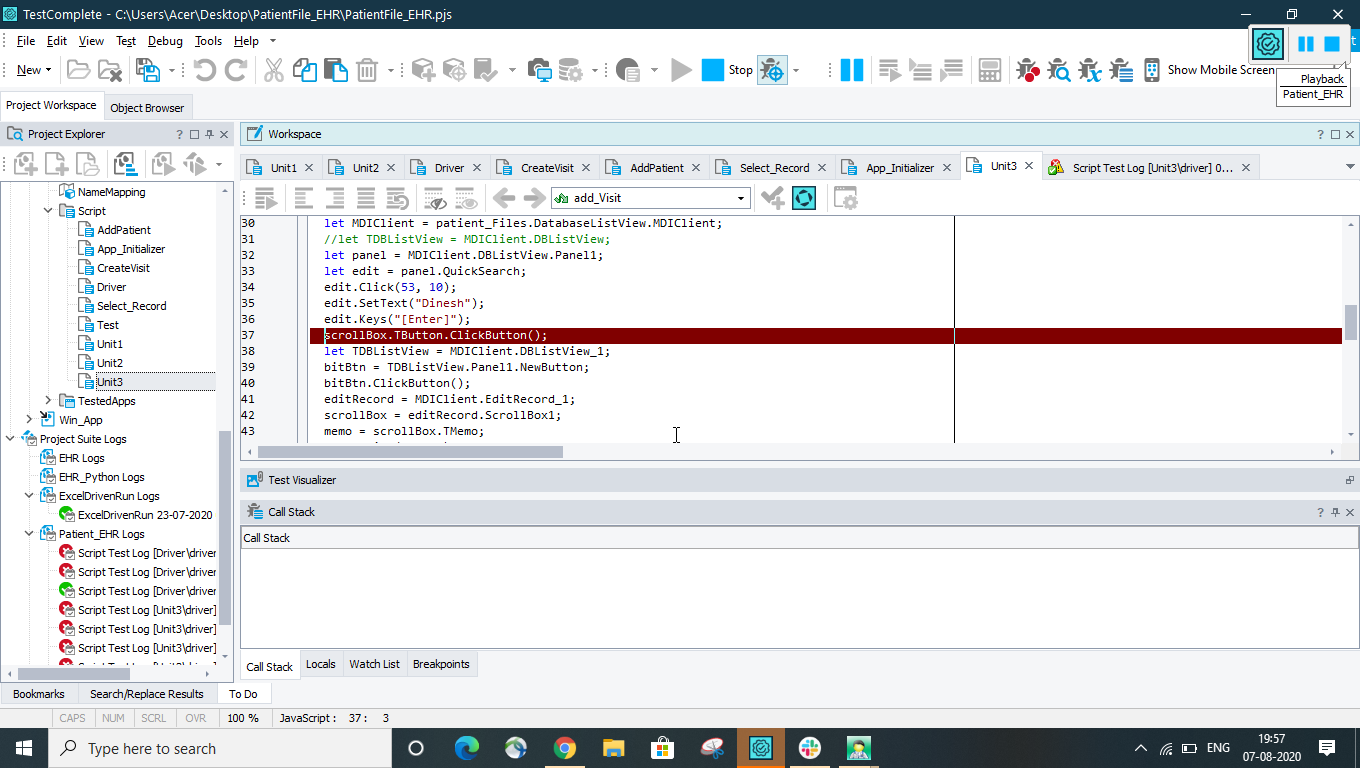 TestComplete - C:\Users\Acer\Desktop\PatientFile_EHR\PatientFile_EHR.pjs
File Edit View Test Debug Tools Help
New
Stop
Show Mobile Screen
Playback
Patient_EHR
Project Workspace Object Browser
Project Explorer
Workspace
Unit1 Unit2 Driver CreateVisit AddPatient Select_Record App_Initializer Unit3 Script Test Log [Unit3\driver] 0...
add_Visit
NameMapping
Script
AddPatient
App_Initializer
CreateVisit
Driver
Select_Record
Test
Unit1
Unit2
Unit3
TestedApps
Win_App
Project Suite Logs
EHR Logs
EHR_Python Logs
ExcelDrivenRun Logs
ExcelDrivenRun 23-07-2020
Patient_EHR Logs
Script Test Log [Driver\driver
Script Test Log [Driver\driver
Script Test Log [Driver\driver
Script Test Log [Unit3\driver]
Script Test Log [Unit3\driver]
Script Test Log [Unit3\driver]
30 let MDIClient = patient_Files.DatabaseListView.MDIClient;
31 //let TDBListView = MDIClient.DBListView;
32 let panel = MDIClient.DBListView.Panel1;
33 let edit = panel.QuickSearch;
34 edit.Click(53, 10);
35 edit.SetText("Dinesh");
36 edit.Keys("[Enter]");
37 scrollBox.TButton.ClickButton();
38 let TDBListView = MDIClient.DBListView_1;
39 bitBtn = TDBListView.Panel1.NewButton;
40 bitBtn.ClickButton();
41 editRecord = MDIClient.EditRecord_1;
42 scrollBox = editRecord.ScrollBox1;
43 memo = scrollBox.TMemo;
Test Visualizer
Call Stack
Call Stack
Call Stack Locals Watch List Breakpoints
Bookmarks Search/Replace Results To Do
CAPS NUM SCRL OVR 100 % JavaScript : 37 : 3
Type here to search
ENG
19:57
07-08-2020